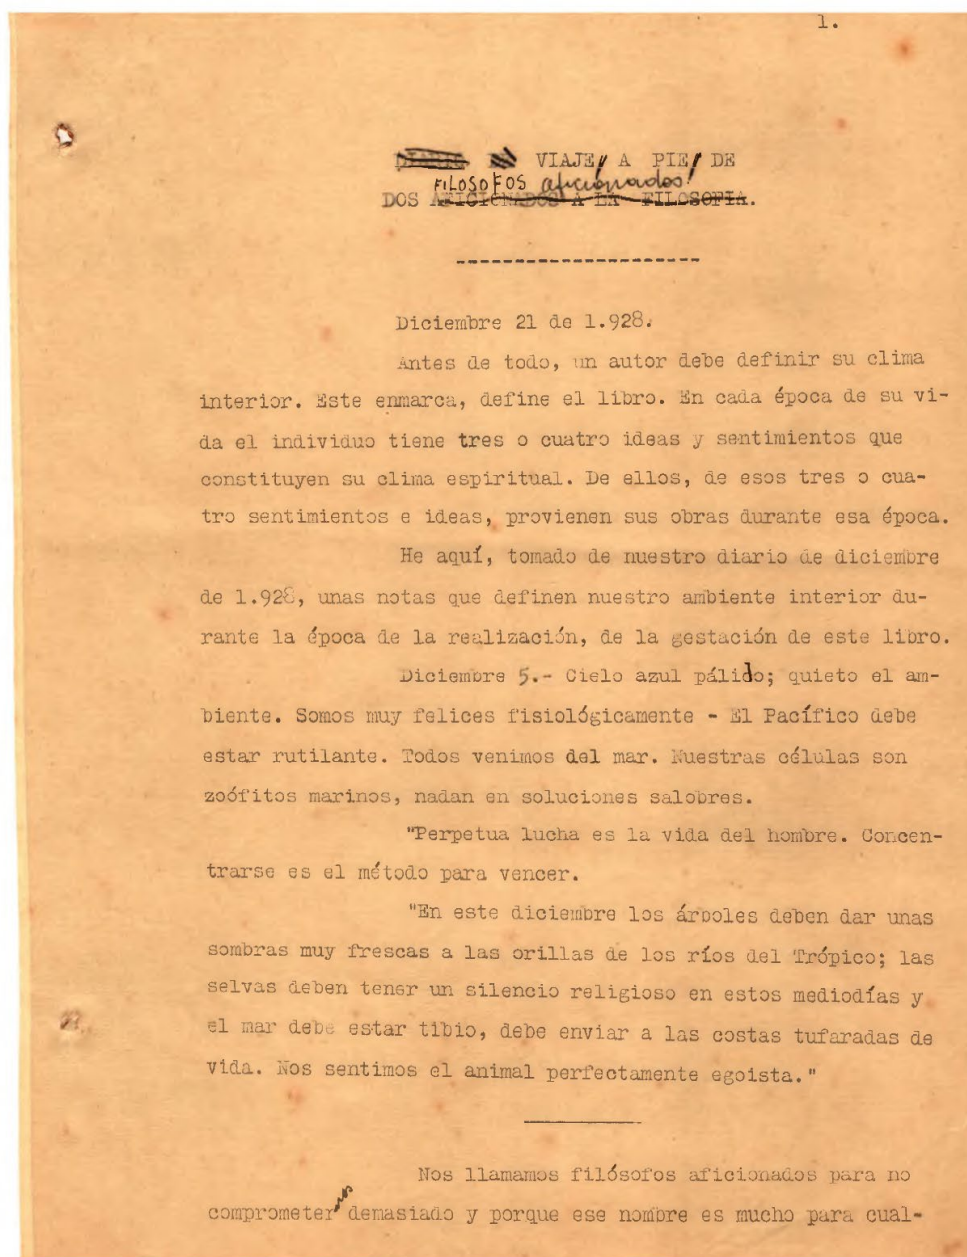 1.
VIAJE A PIE DE
FILOSOFOS aficionados!
DOS AFICIONADOS A LA FILOSOFIA.
--------------------
Diciembre 21 de 1.928.
Antes de todo, un autor debe definir su clima
interior. Este enmarca, define el libro. En cada época de su vi-
da el individuo tiene tres o cuatro ideas y sentimientos que
constituyen su clima espiritual. De ellos, de esos tres o cua-
tro sentimientos e ideas, provienen sus obras durante esa época.
He aquí, tomado de nuestro diario de diciembre
de 1.928, unas notas que definen nuestro ambiente interior du-
rante la época de la realización, de la gestación de este libro.
Diciembre 5.- Cielo azul pálido; quieto el am-
biente. Somos muy felices fisiológicamente - El Pacífico debe
estar rutilante. Todos venimos del mar. Nuestras células son
zoófitos marinos, nadan en soluciones salobres.
"Perpetua lucha es la vida del hombre. Concen-
trarse es el método para vencer.
"En este diciembre los árboles deben dar unas
sombras muy frescas a las orillas de los ríos del Trópico; las
selvas deben tener un silencio religioso en estos mediodías y
el mar debe estar tibio, debe enviar a las costas tufaradas de
vida. Nos sentimos el animal perfectamente egoista."
Nos llamamos filósofos aficionados para no
comprometernos demasiado y porque ese nombre es mucho para cual-